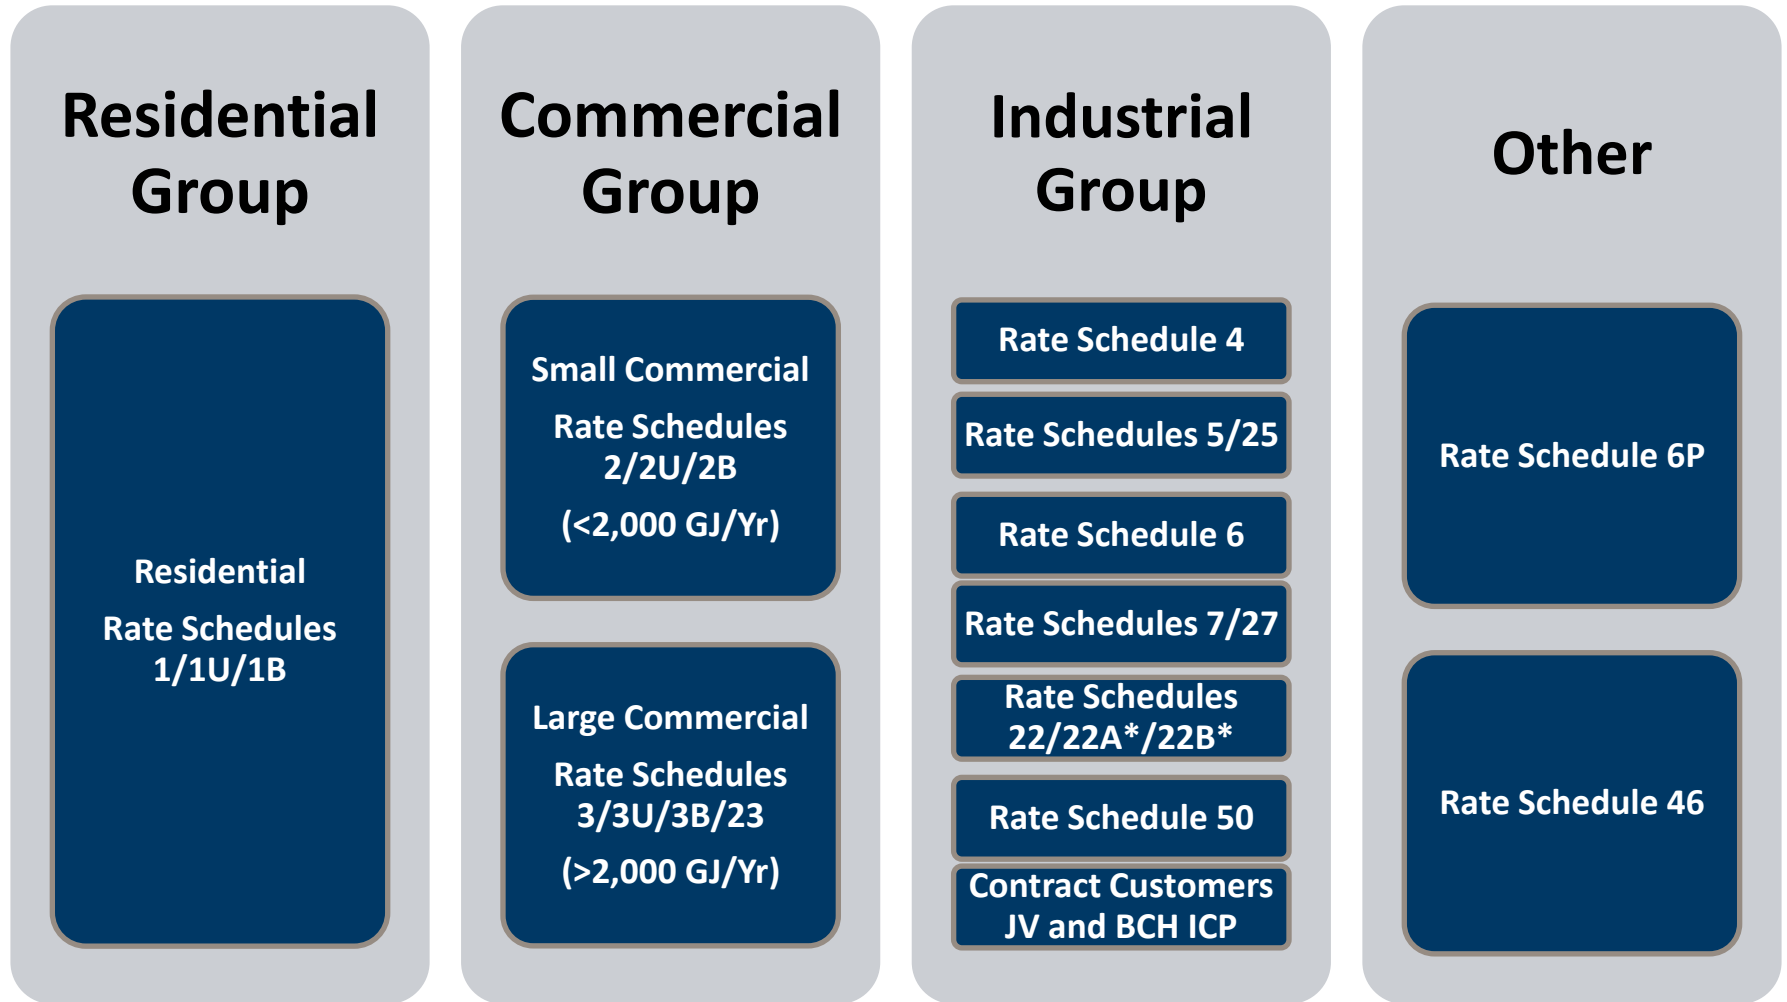 Residential
Group
Residential
Rate Schedules
1/1U/1B
Commercial
Group
Small Commercial
Rate Schedules
2/2U/2B
(<2,000 GJ/Yr)
Large Commercial
Rate Schedules
3/3U/3B/23
(>2,000 GJ/Yr)
Industrial
Group
Rate Schedule 4
Rate Schedules 5/25
Rate Schedule 6
Rate Schedules 7/27
Rate Schedules
22/22A*/22B*
Rate Schedule 50
Contract Customers
JV and BCH ICP
Other
Rate Schedule 6P
Rate Schedule 46